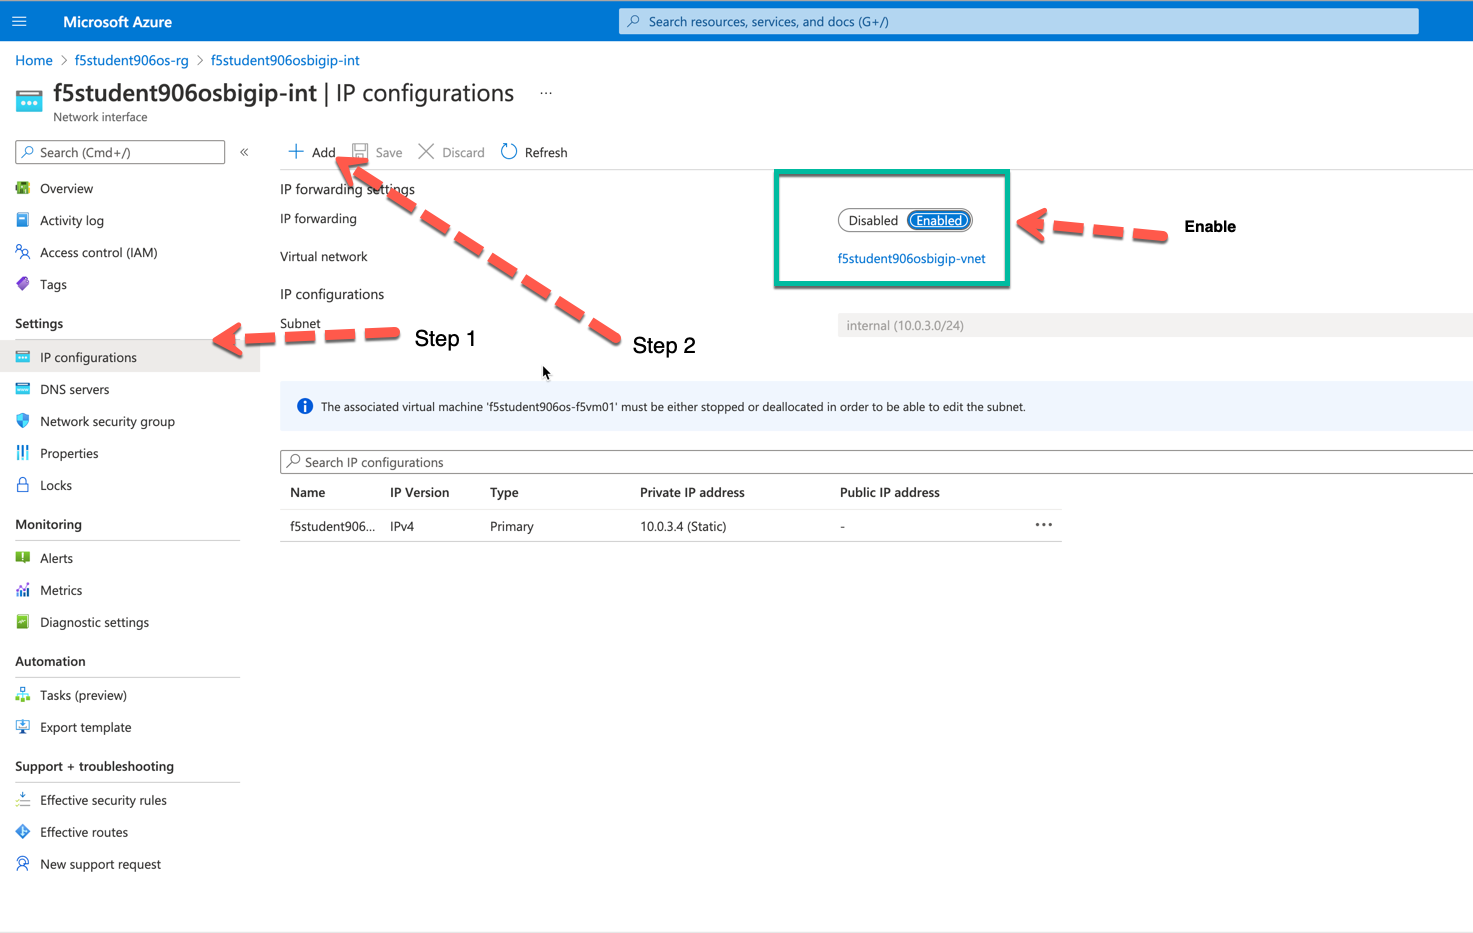 Microsoft Azure
Search resources, services, and docs (G+/)
Home > f5student906os-rg > f5student906osbigip-int
f5student906osbigip-int | IP configurations ...
Network interface
Search (Cmd+/) «
Add Save Discard Refresh
Overview
Activity log
Access control (IAM)
Tags
Settings
IP configurations
DNS servers
Network security group
Properties
Locks
Monitoring
Alerts
Metrics
Diagnostic settings
Automation
Tasks (preview)
Export template
Support + troubleshooting
Effective security rules
Effective routes
New support request
IP forwarding settings
IP forwarding Disabled Enabled
Enable
Virtual network f5student906osbigip-vnet
IP configurations
Subnet internal (10.0.3.0/24)
Step 1
Step 2
The associated virtual machine 'f5student906os-f5vm01' must be either stopped or deallocated in order to be able to edit the subnet.
Search IP configurations
Name IP Version Type Private IP address Public IP address
f5student906... IPv4 Primary 10.0.3.4 (Static) - ...